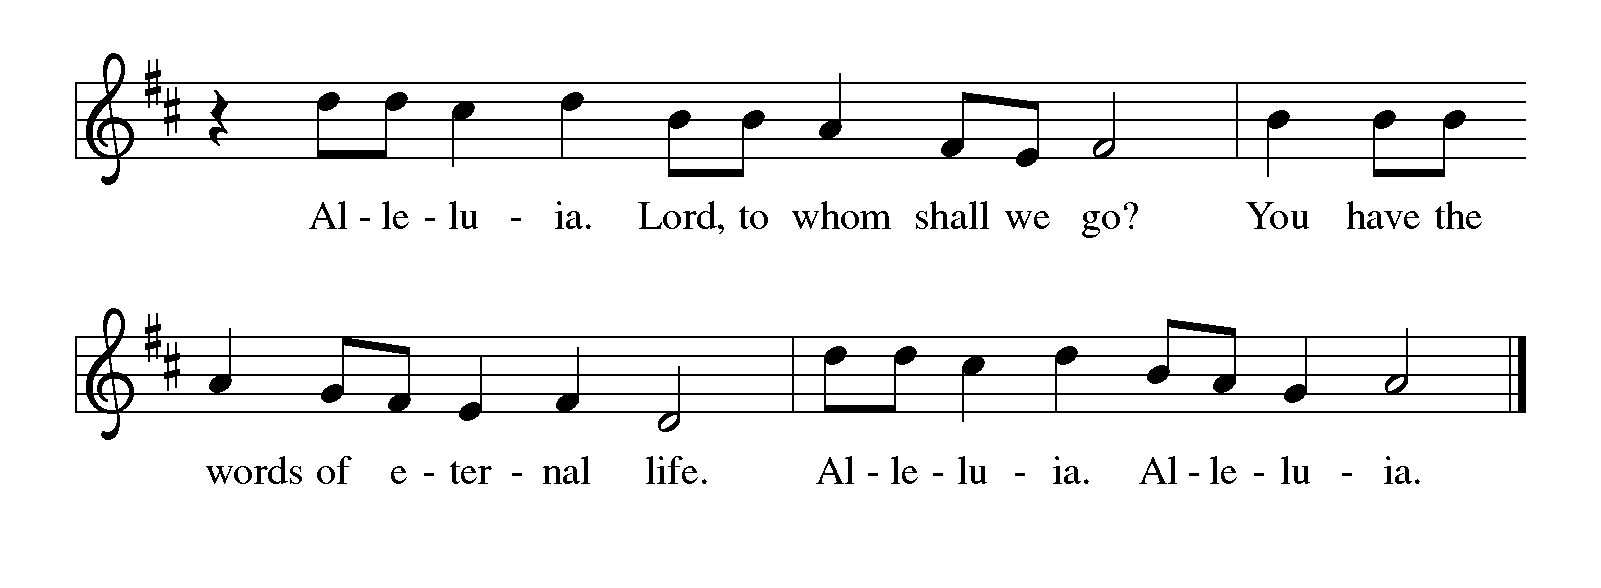 Al - le - lu - ia. Lord, to whom shall we go? You have the
words of e - ter - nal life. Al - le - lu - ia. Al - le - lu - ia.